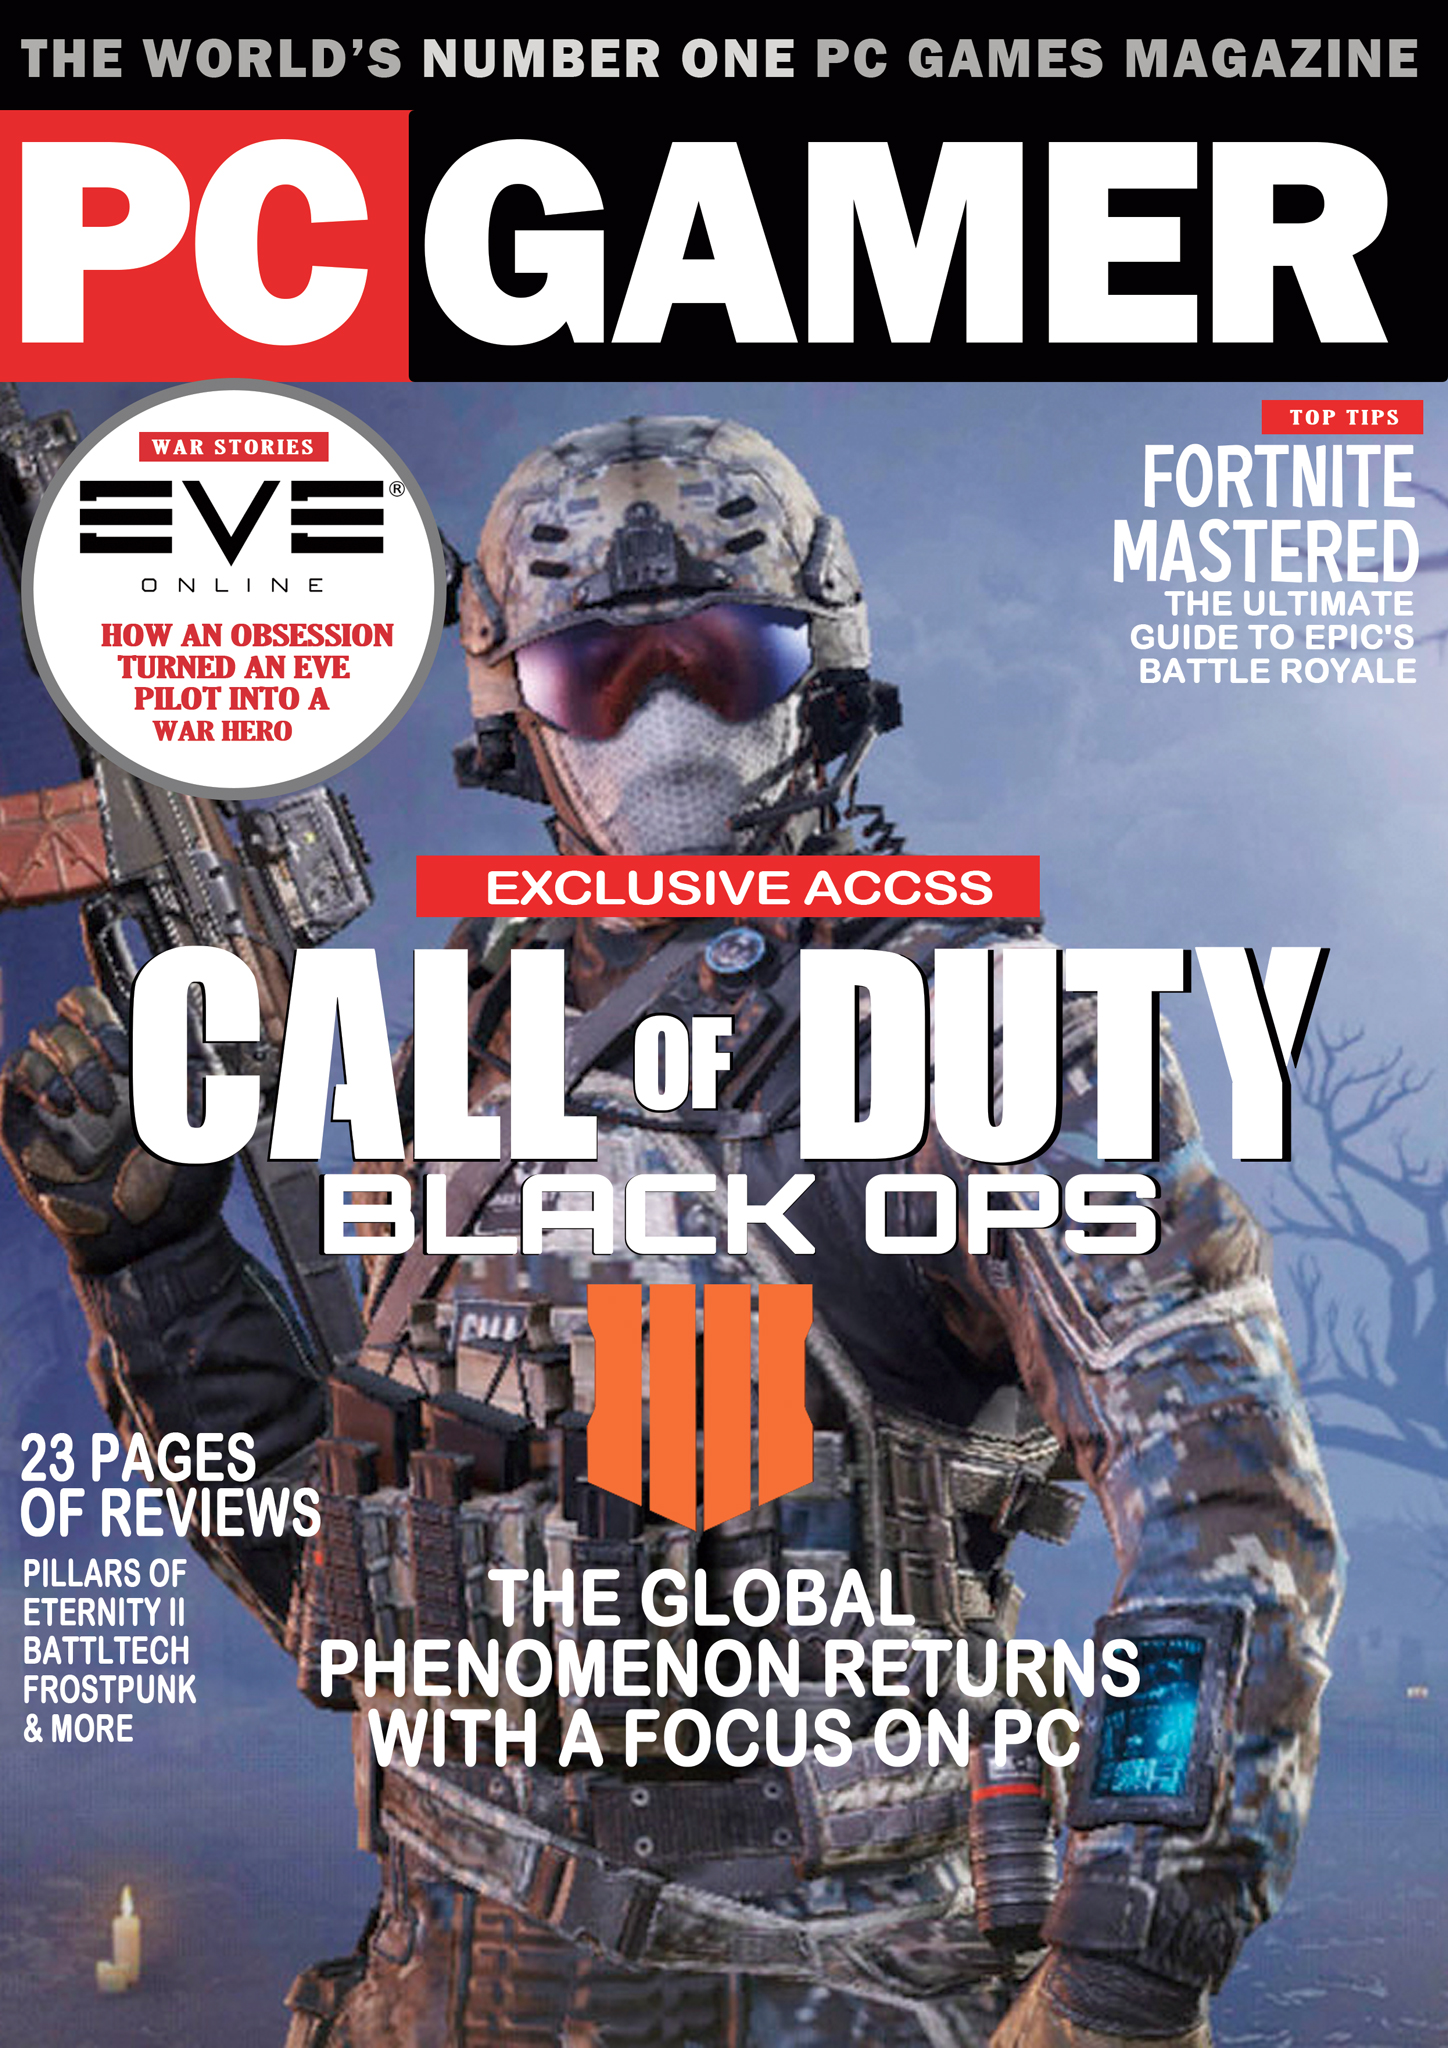 THE WORLD'S NUMBER ONE PC GAMES MAGAZINE
PC GAMER
WAR STORIES
EVE®
ONLINE
HOW AN OBSESSION
TURNED AN EVE
PILOT INTO A
WAR HERO
TOP TIPS
FORTNITE
MASTERED
THE ULTIMATE
GUIDE TO EPIC'S
BATTLE ROYALE
EXCLUSIVE ACCSS
CALL OF DUTY
BLACK OPS
IIII
23 PAGES
OF REVIEWS
PILLARS OF
ETERNITY II
BATTLTECH
FROSTPUNK
& MORE
THE GLOBAL
PHENOMENON RETURNS
WITH A FOCUS ON PC